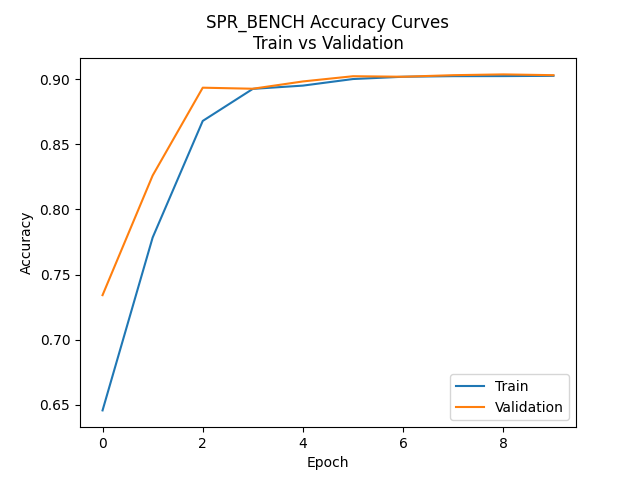 SPR_BENCH Accuracy Curves
Train vs Validation
Accuracy
0.90
0.85
0.80
0.75
0.70
0.65
0 2 4 6 8
Epoch
Train
Validation